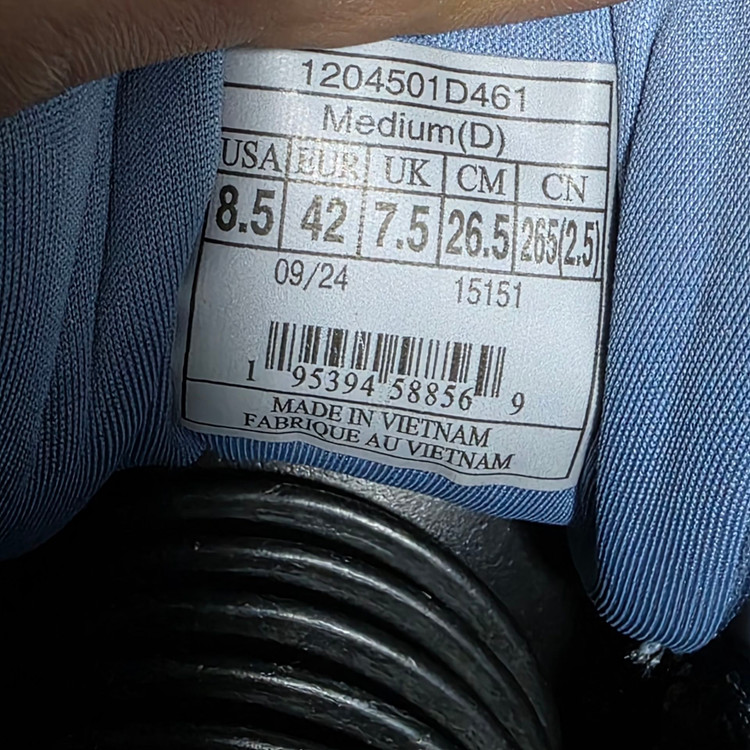 1204501D461
Medium(D)
USA EUR UK CM CN
8.5 42 7.5 26.5 265(2.5)
09/24 15151
1 95394 58856 9
MADE IN VIETNAM
FABRIQUE AU VIETNAM